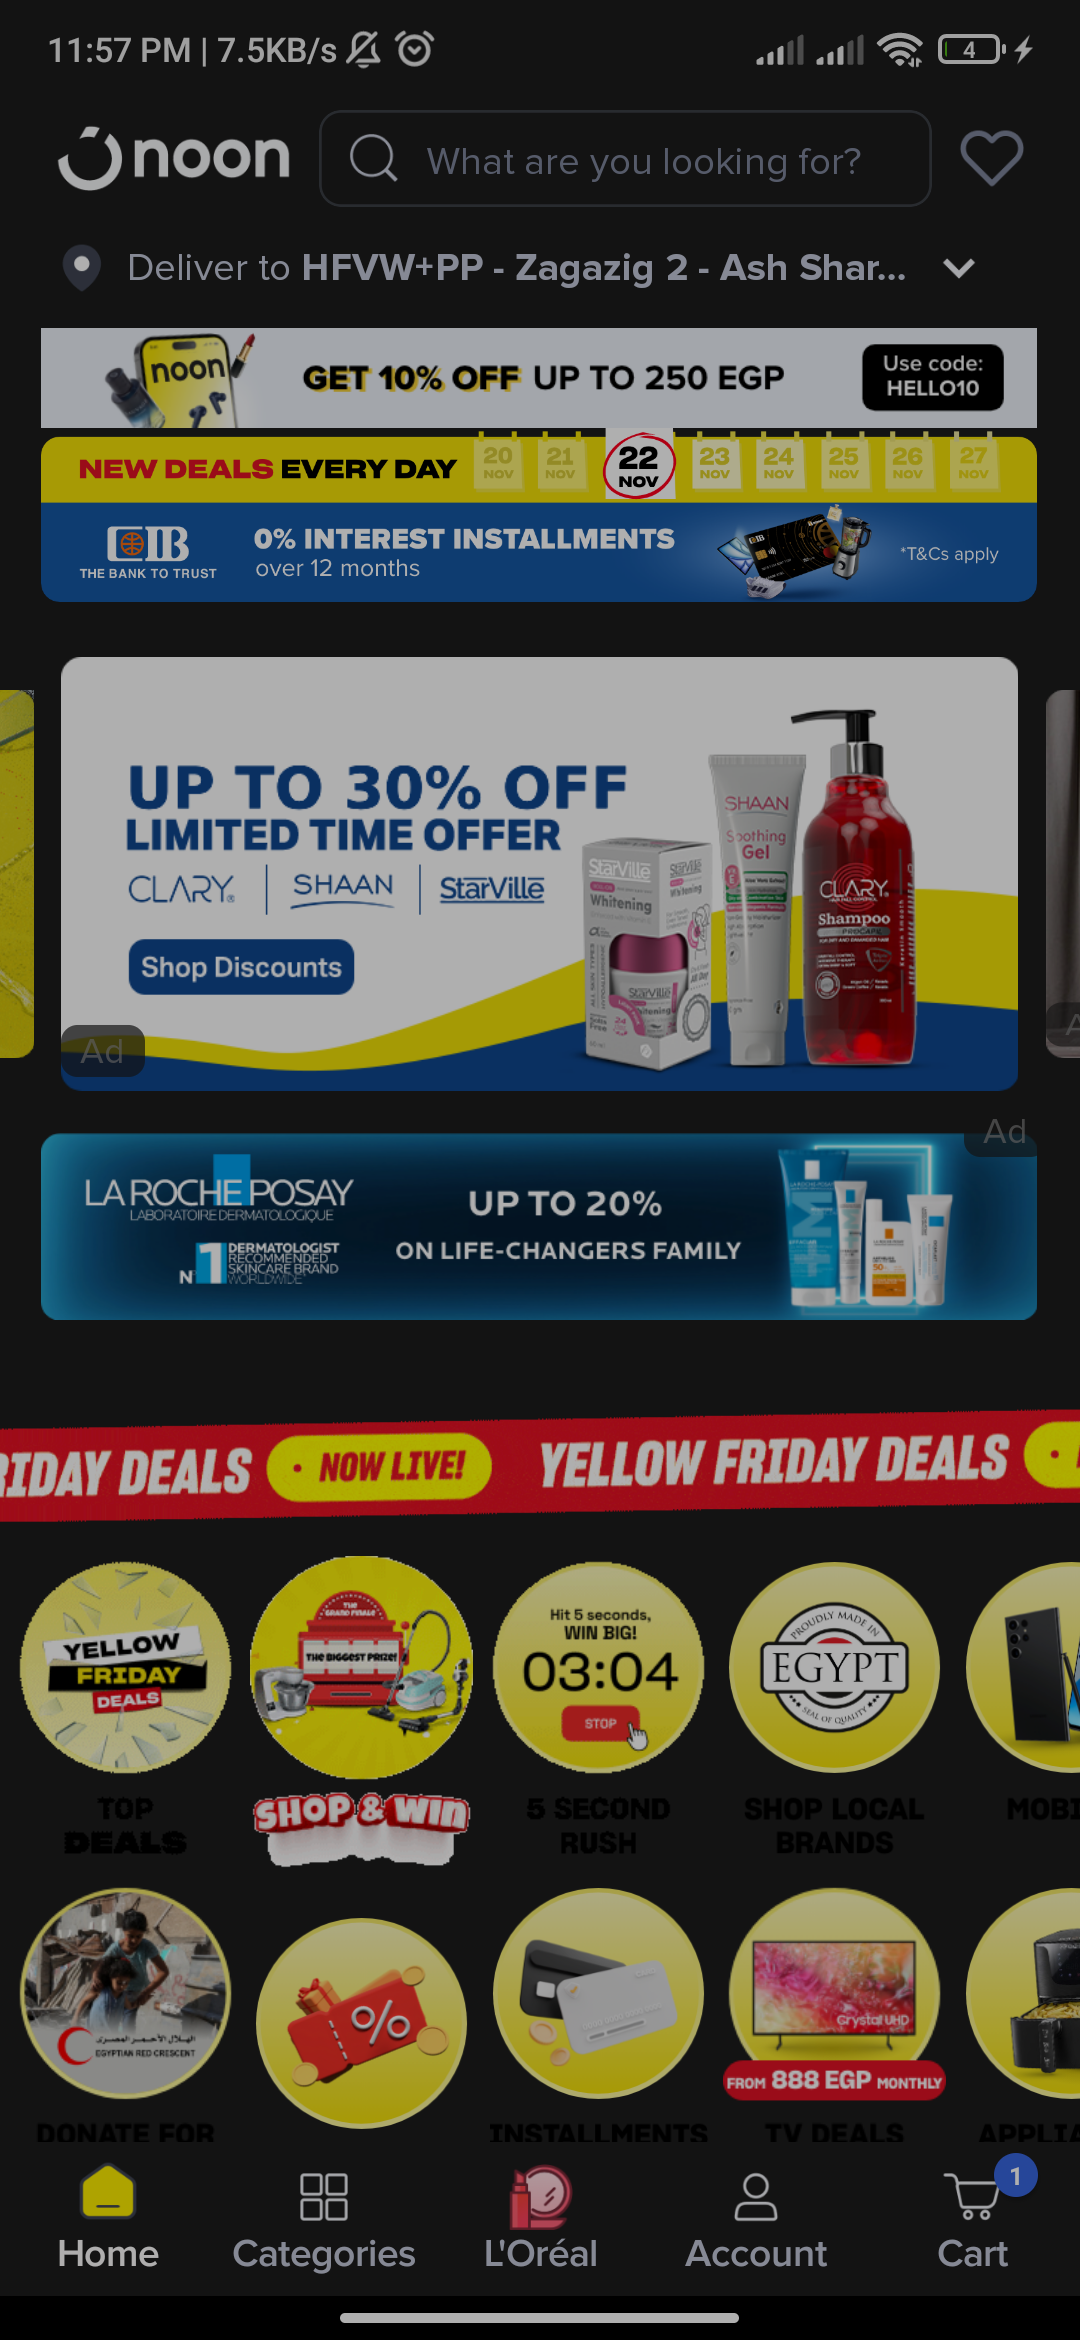 11:57 PM | 7.5KB/s
4
noon
What are you looking for?
Deliver to HFVW+PP - Zagazig 2 - Ash Shar...
noon
GET 10% OFF UP TO 250 EGP
Use code:
HELLO10
NEW DEALS EVERY DAY
20 NOV
21 NOV
22 NOV
23 NOV
24 NOV
25 NOV
26 NOV
27 NOV
CIB
THE BANK TO TRUST
0% INTEREST INSTALLMENTS
over 12 months
*T&Cs apply
UP TO 30% OFF
LIMITED TIME OFFER
CLARY
SHAAN
StarVille
Shop Discounts
StarVille
Whitening
SHAAN
Soothing
Gel
CLARY
Shampoo
Ad
Ad
LA ROCHE POSAY
LABORATOIRE DERMATOLOGIQUE
N°1 DERMATOLOGIST
RECOMMENDED
SKINCARE BRAND
WORLDWIDE
UP TO 20%
ON LIFE-CHANGERS FAMILY
RIDAY DEALS
• NOW LIVE!
YELLOW FRIDAY DEALS
YELLOW
FRIDAY
DEALS
THE
GRAND FINALE
THE BIGGEST PRIZE!
Hit 5 seconds,
WIN BIG!
03:04
STOP
PROUDLY MADE IN
EGYPT
SEAL OF QUALITY
TOP
DEALS
SHOP & WIN
5 SECOND
RUSH
SHOP LOCAL
BRANDS
MOBI
الهلال الأحمر المصرى
EGYPTIAN RED CRESCENT
%
Crystal UHD
FROM 888 EGP MONTHLY
DONATE FOR
INSTALLMENTS
TV DEALS
APPLIA
1
Home
Categories
L'Oréal
Account
Cart